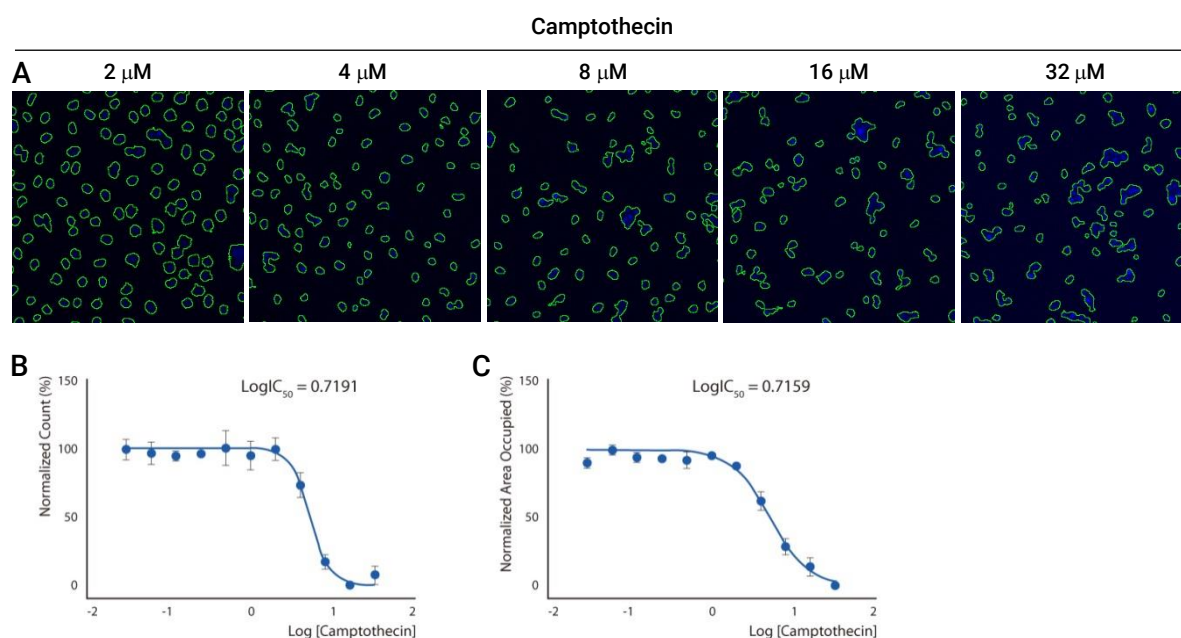 Camptothecin
A
2 μM 4 μM 8 μM 16 μM 32 μM
B
LogIC50 = 0.7191
Normalized Count (%)
150
100
50
0
-2 -1 0 1 2
Log [Camptothecin]
C
LogIC50 = 0.7159
Normalized Area Occupied (%)
150
100
50
0
-2 -1 0 1 2
Log [Camptothecin]